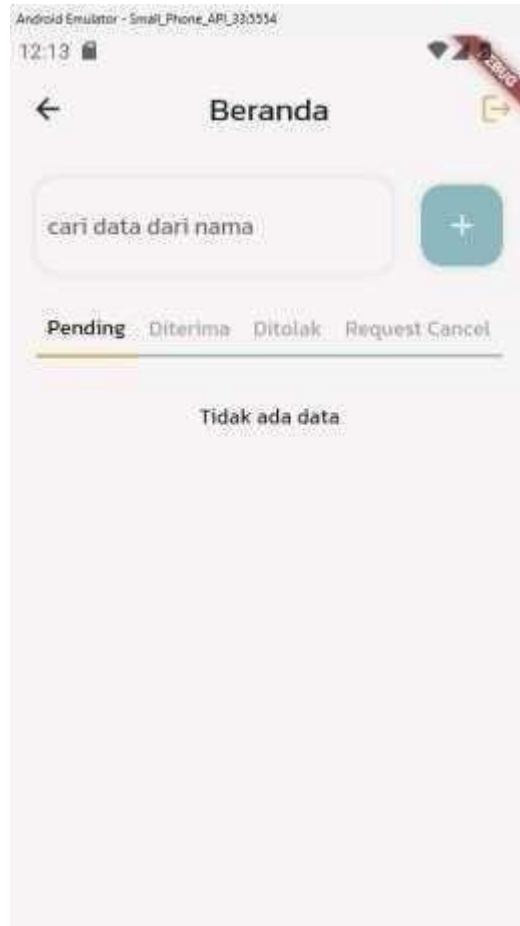 Android Emulator - Small_Phone_API_33:5554
12:13
DEBUG
Beranda
cari data dari nama
+
Pending Diterima Ditolak Request Cancel
Tidak ada data